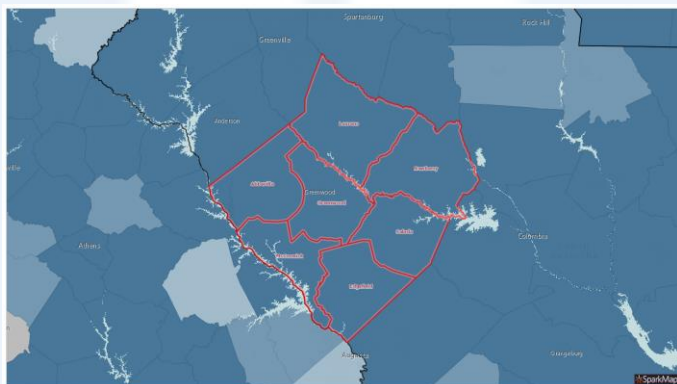 Spartanburg
Rock Hill
Greenville
Anderson
Laurens
Newberry
Abbeville
Greenwood
Greenwood
Saluda
Columbia
Athens
McCormick
Edgefield
Augusta
Orangeburg
SparkMap